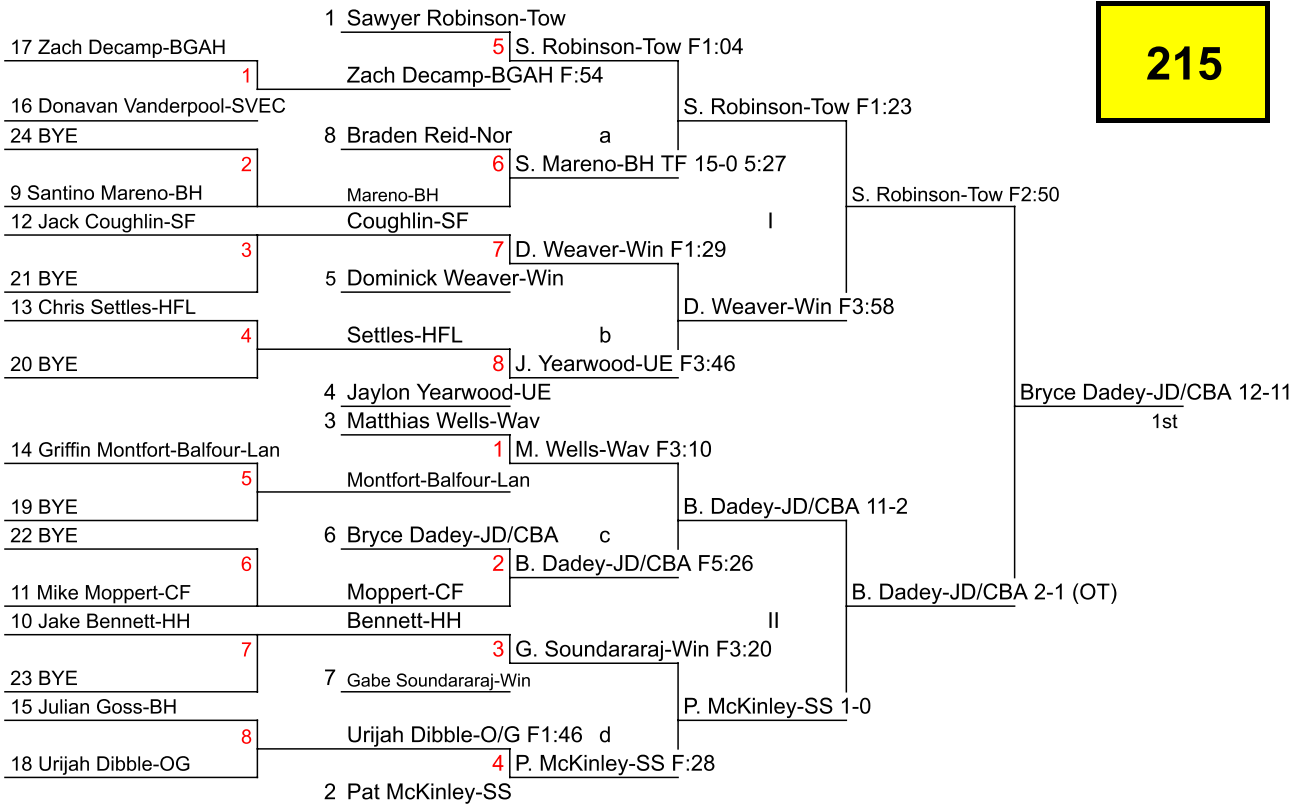 1 Sawyer Robinson-Tow
17 Zach Decamp-BGAH
5 S. Robinson-Tow F1:04
215
1 Zach Decamp-BGAH F:54
16 Donavan Vanderpool-SVEC
S. Robinson-Tow F1:23
24 BYE
8 Braden Reid-Nor a
2
6 S. Mareno-BH TF 15-0 5:27
9 Santino Mareno-BH
Mareno-BH
S. Robinson-Tow F2:50
12 Jack Coughlin-SF
Coughlin-SF
I
3
7 D. Weaver-Win F1:29
21 BYE
5 Dominick Weaver-Win
13 Chris Settles-HFL
D. Weaver-Win F3:58
4
Settles-HFL b
20 BYE
8 J. Yearwood-UE F3:46
4 Jaylon Yearwood-UE
Bryce Dadey-JD/CBA 12-11
3 Matthias Wells-Wav
1st
14 Griffin Montfort-Balfour-Lan
1 M. Wells-Wav F3:10
5
Montfort-Balfour-Lan
19 BYE
B. Dadey-JD/CBA 11-2
22 BYE
6 Bryce Dadey-JD/CBA c
6
2 B. Dadey-JD/CBA F5:26
11 Mike Moppert-CF
Moppert-CF
B. Dadey-JD/CBA 2-1 (OT)
10 Jake Bennett-HH
Bennett-HH
II
7
3 G. Soundararaj-Win F3:20
23 BYE
7 Gabe Soundararaj-Win
15 Julian Goss-BH
P. McKinley-SS 1-0
8
Urijah Dibble-O/G F1:46 d
18 Urijah Dibble-OG
4 P. McKinley-SS F:28
2 Pat McKinley-SS